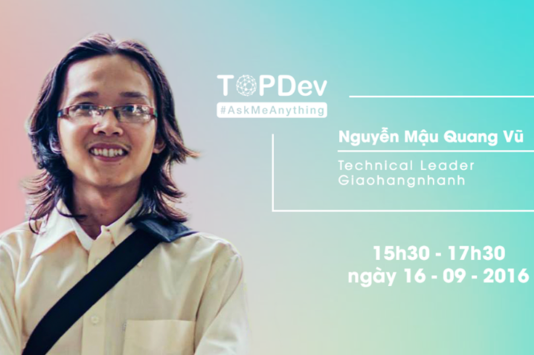 TOPDev
#AskMeAnything
Nguyễn Mậu Quang Vũ
Technical Leader
Giaohangnhanh
15h30 - 17h30
ngày 16 - 09 - 2016